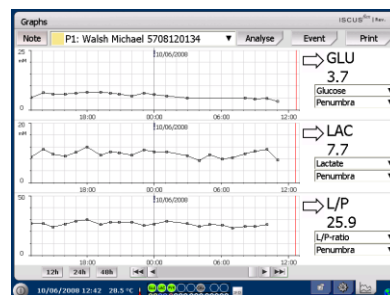 Graphs
ISCUS
Note
P1: Walsh Michael 5708120134
Analyse
Event
Print
25
mM
10/06/2008
18:00 00:00 06:00 12:00
GLU
3.7
Glucose
Penumbra
20
mM
10/06/2008
18:00 00:00 06:00 12:00
LAC
7.7
Lactate
Penumbra
50
10/06/2008
18:00 00:00 06:00 12:00
L/P
25.9
L/P-ratio
Penumbra
12h 24h 48h
10/06/2008 12:42 28.5 °C